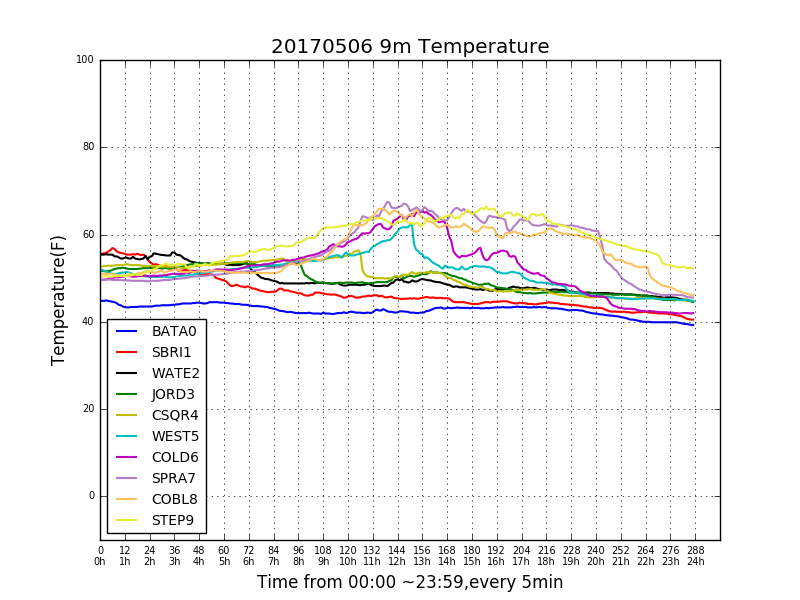 20170506 9m Temperature
Temperature(F)
100
80
60
40
20
0
BATA0
SBRI1
WATE2
JORD3
CSQR4
WEST5
COLD6
SPRA7
COBL8
STEP9
0 12 24 36 48 60 72 84 96 108 120 132 144 156 168 180 192 204 216 228 240 252 264 276 288
0h 1h 2h 3h 4h 5h 6h 7h 8h 9h 10h 11h 12h 13h 14h 15h 16h 17h 18h 19h 20h 21h 22h 23h 24h
Time from 00:00 ~23:59,every 5min